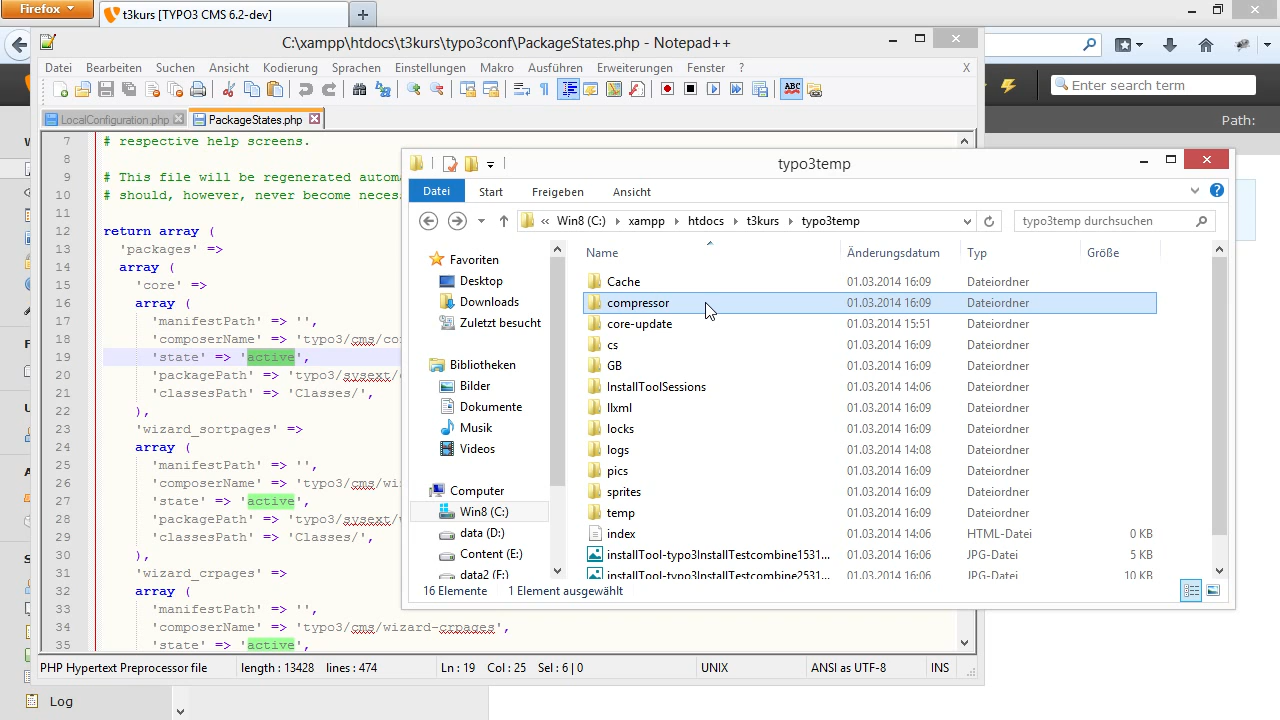 Firefox
t3kurs [TYPO3 CMS 6.2-dev]
C:\xampp\htdocs\t3kurs\typo3conf\PackageStates.php - Notepad++
Datei Bearbeiten Suchen Ansicht Kodierung Sprachen Einstellungen Makro Ausführen Erweiterungen Fenster ? X
Enter search term
Path:
LocalConfiguration.php PackageStates.php
7 # respective help screens.
8
9 # This file will be regenerated autom
10 # should, however, never become neces
11
12 return array (
13 'packages' =>
14 array (
15 'core' =>
16 array (
17 'manifestPath' => '',
18 'composerName' => 'typo3/cms/co
19 'state' => 'active',
20 'packagePath' => 'typo3/sysext/
21 'classesPath' => 'Classes/',
22 ),
23 'wizard_sortpages' =>
24 array (
25 'manifestPath' => '',
26 'composerName' => 'typo3/cms/wi
27 'state' => 'active',
28 'packagePath' => 'typo3/sysext/
29 'classesPath' => 'Classes/',
30 ),
31 'wizard_crpages' =>
32 array (
33 'manifestPath' => '',
34 'composerName' => 'typo3/cms/wizard-crpages',
35 'state' => 'active',
PHP Hypertext Preprocessor file length : 13428 lines : 474 Ln : 19 Col : 25 Sel : 6 | 0 UNIX ANSI as UTF-8 INS
Log
typo3temp
Datei Start Freigeben Ansicht
« Win8 (C:) xampp htdocs t3kurs typo3temp
typo3temp durchsuchen
Favoriten
Desktop
Downloads
Zuletzt besucht
Bibliotheken
Bilder
Dokumente
Musik
Videos
Computer
Win8 (C:)
data (D:)
Content (E:)
data2 (F:)
Name Änderungsdatum Typ Größe
Cache 01.03.2014 16:09 Dateiordner
compressor 01.03.2014 16:09 Dateiordner
core-update 01.03.2014 15:51 Dateiordner
cs 01.03.2014 16:09 Dateiordner
GB 01.03.2014 16:09 Dateiordner
InstallToolSessions 01.03.2014 14:06 Dateiordner
llxml 01.03.2014 16:09 Dateiordner
locks 01.03.2014 16:09 Dateiordner
logs 01.03.2014 14:08 Dateiordner
pics 01.03.2014 16:09 Dateiordner
sprites 01.03.2014 16:09 Dateiordner
temp 01.03.2014 16:09 Dateiordner
index 01.03.2014 14:06 HTML-Datei 0 KB
installTool-typo3InstallTestcombine1531... 01.03.2014 16:06 JPG-Datei 5 KB
installTool-typo3InstallTestcombine2531... 01.03.2014 16:06 JPG-Datei 10 KB
16 Elemente 1 Element ausgewählt